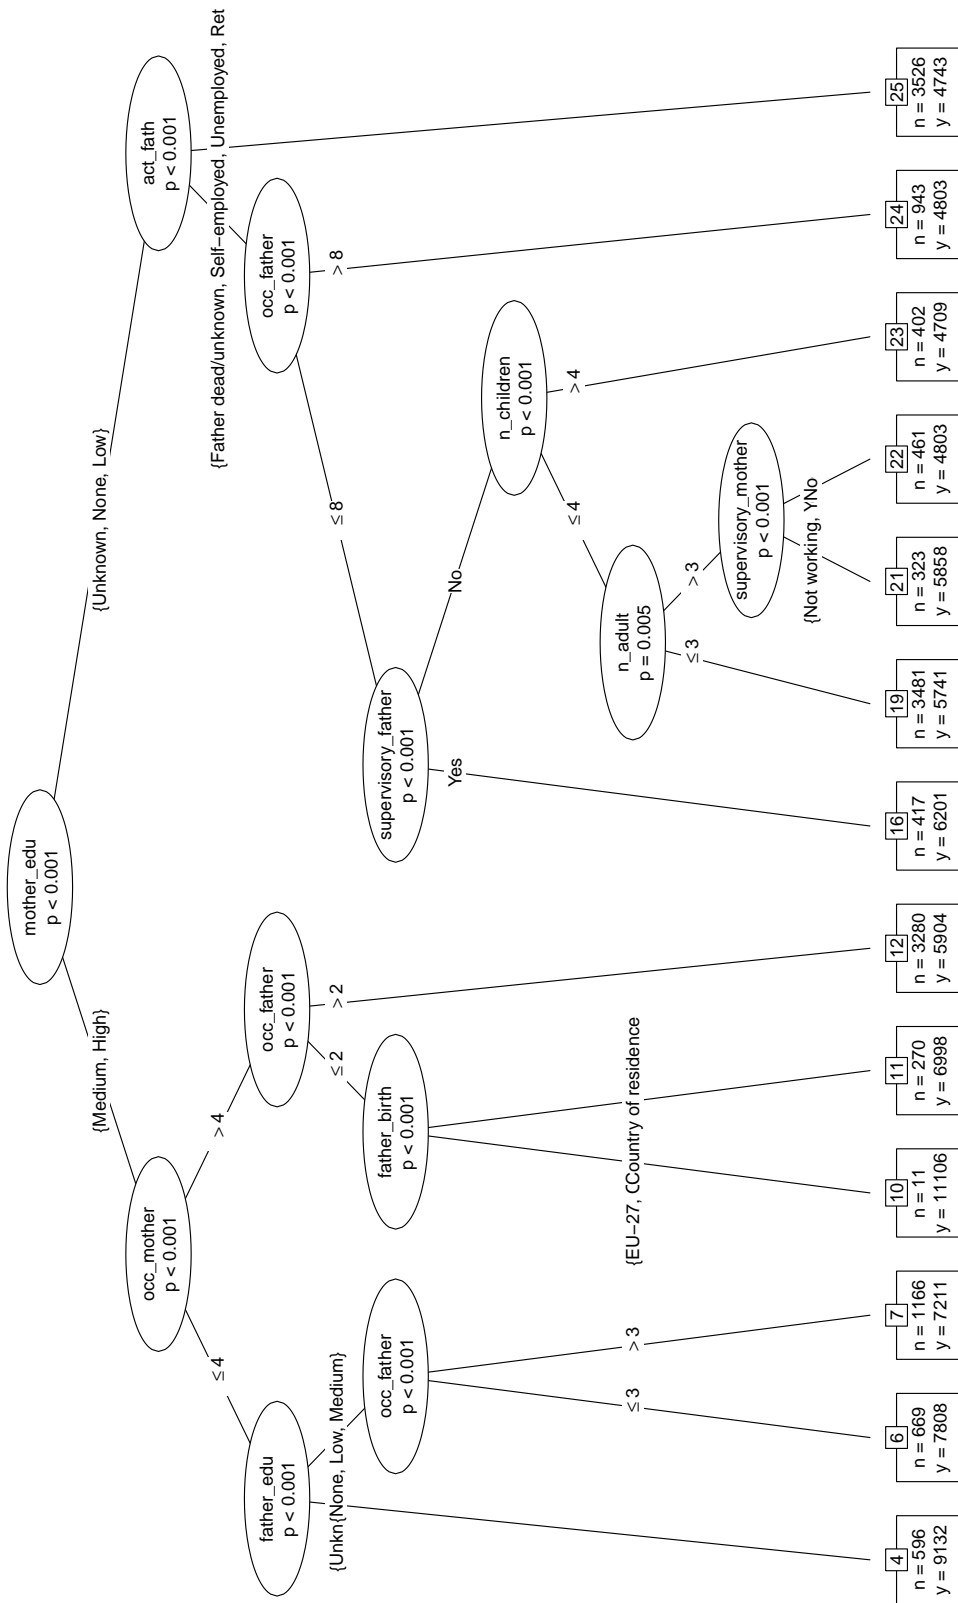 mother_edu
p < 0.001
{Medium, High}
{Unknown, None, Low}
occ_mother
p < 0.001
≤ 4
> 4
act_fath
p < 0.001
{Father dead/unknown, Self−employed, Unemployed, Ret
father_edu
p < 0.001
{Unkn{None, Low, Medium}
occ_father
p < 0.001
≤ 2
> 2
occ_father
p < 0.001
≤ 8
> 8
occ_father
p < 0.001
≤ 3
> 3
father_birth
p < 0.001
{EU−27, Country of residence
supervisory_father
p < 0.001
Yes
No
n_children
p < 0.001
≤ 4
> 4
n_adult
p = 0.005
≤ 3
> 3
supervisory_mother
p < 0.001
{Not working, YNo
4
n = 596
y = 9132
6
n = 669
y = 7808
7
n = 1166
y = 7211
10
n = 11
y = 11106
11
n = 270
y = 6998
12
n = 3280
y = 5904
16
n = 417
y = 6201
19
n = 3481
y = 5741
21
n = 323
y = 5858
22
n = 461
y = 4803
23
n = 402
y = 4709
24
n = 943
y = 4803
25
n = 3526
y = 4743